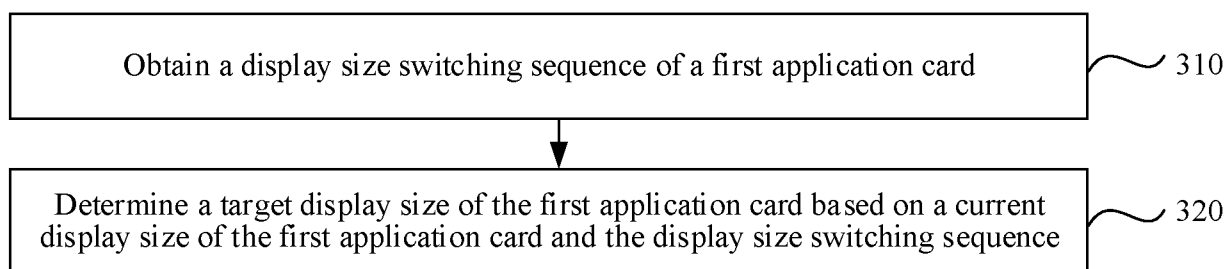 Obtain a display size switching sequence of a first application card
310
Determine a target display size of the first application card based on a current
display size of the first application card and the display size switching sequence
320